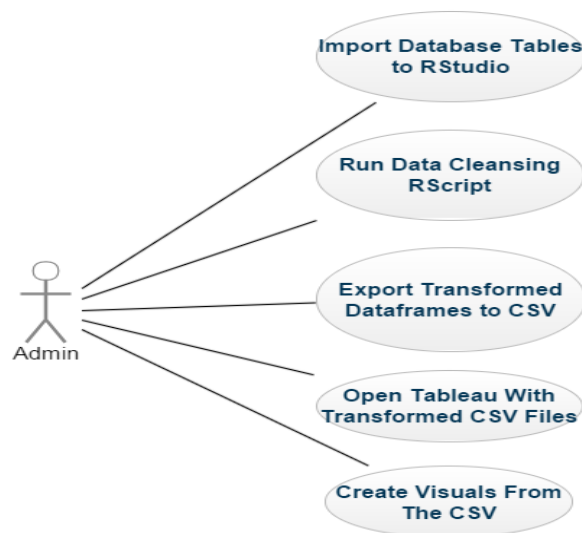 Import Database Tables
to RStudio
Run Data Cleansing
RScript
Export Transformed
Dataframes to CSV
Admin
Open Tableau With
Transformed CSV Files
Create Visuals From
The CSV